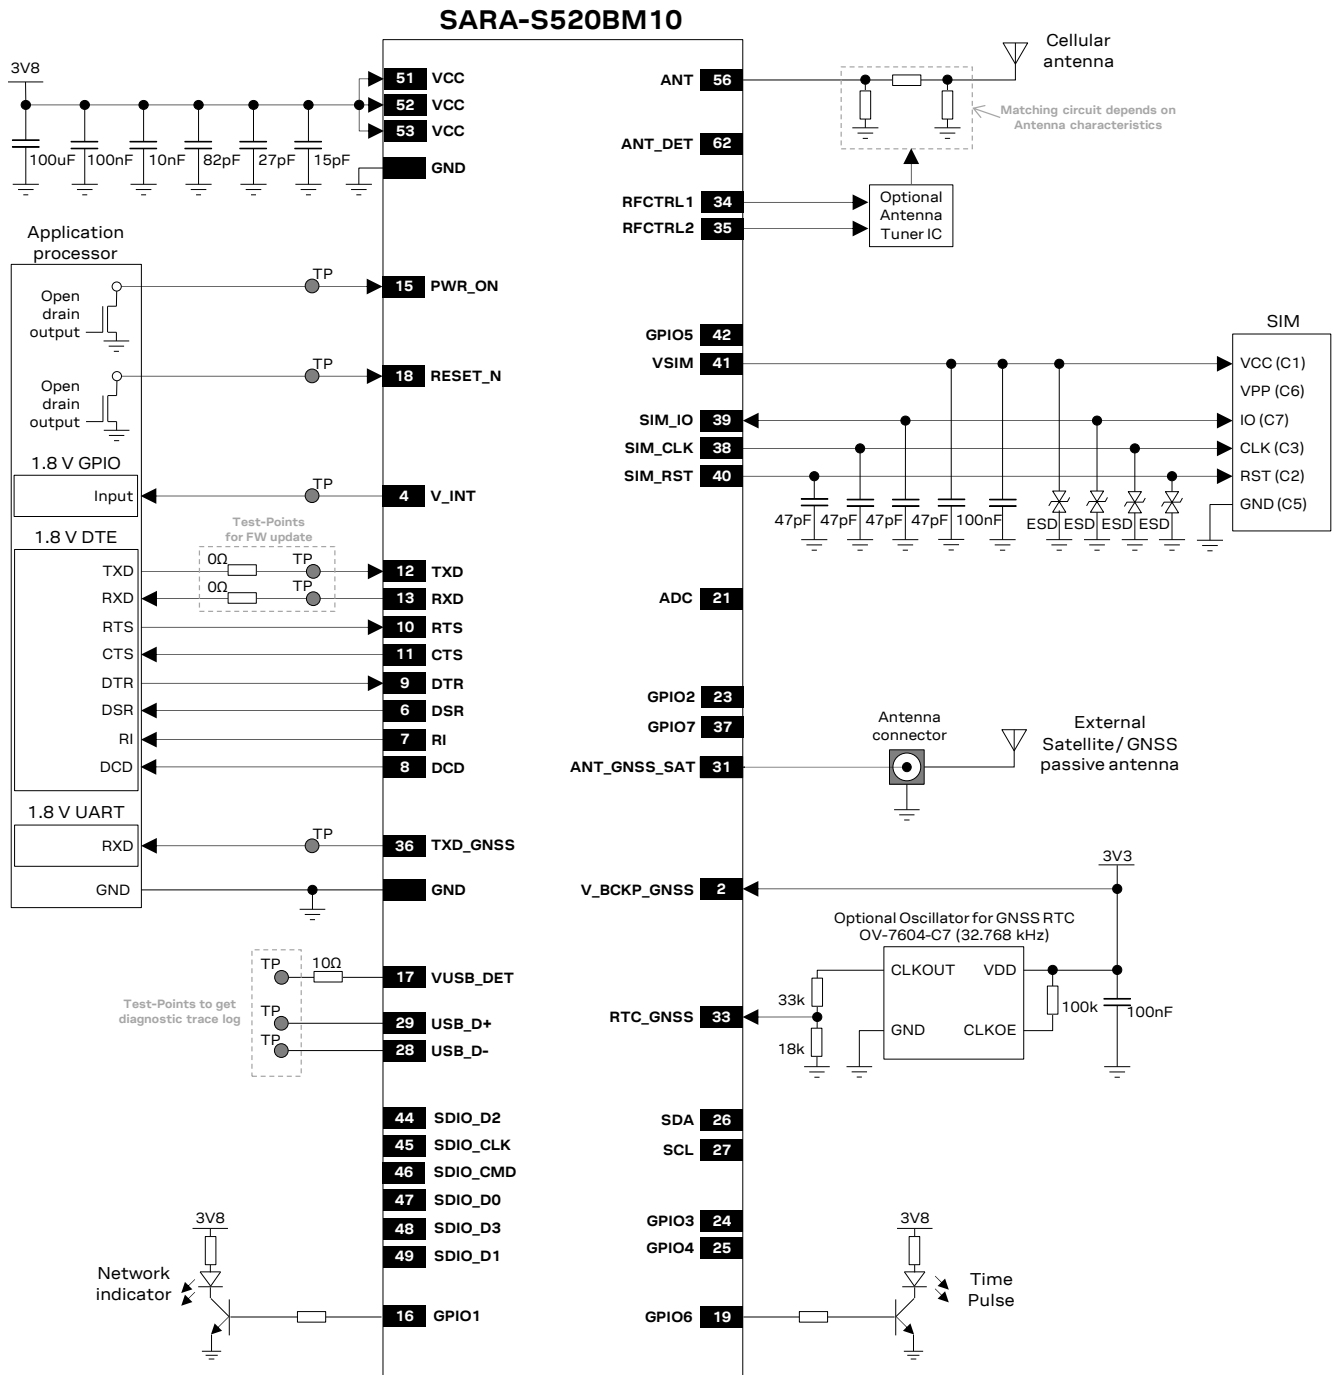 SARA-S520BM10
3V8
100uF 100nF 10nF 82pF 27pF 15pF
51 VCC
52 VCC
53 VCC
GND
Application
processor
Open
drain
output
TP
15 PWR_ON
Open
drain
output
TP
18 RESET_N
1.8 V GPIO
Input
TP
4 V_INT
1.8 V DTE
Test-Points
for FW update
TXD 0Ω TP 12 TXD
RXD 0Ω TP 13 RXD
RTS 10 RTS
CTS 11 CTS
DTR 9 DTR
DSR 6 DSR
RI 7 RI
DCD 8 DCD
1.8 V UART
RXD TP 36 TXD_GNSS
GND GND
TP 10Ω 17 VUSB_DET
Test-Points to get
diagnostic trace log
TP 29 USB_D+
TP 28 USB_D-
44 SDIO_D2
45 SDIO_CLK
46 SDIO_CMD
47 SDIO_D0
48 SDIO_D3
49 SDIO_D1
3V8
Network
indicator
16 GPIO1
ANT 56
Cellular
antenna
Matching circuit depends on
Antenna characteristics
ANT_DET 62
RFCTRL1 34
RFCTRL2 35
Optional
Antenna
Tuner IC
GPIO5 42
VSIM 41
SIM_IO 39
SIM_CLK 38
SIM_RST 40
47pF 47pF 47pF 47pF 100nF
ESD ESD ESD ESD
SIM
VCC (C1)
VPP (C6)
IO (C7)
CLK (C3)
RST (C2)
GND (C5)
ADC 21
GPIO2 23
GPIO7 37
ANT_GNSS_SAT 31
Antenna
connector
External
Satellite / GNSS
passive antenna
V_BCKP_GNSS 2
3V3
Optional Oscillator for GNSS RTC
OV-7604-C7 (32.768 kHz)
CLKOUT VDD
GND CLKOE
33k
18k
100k
100nF
RTC_GNSS 33
SDA 26
SCL 27
GPIO3 24
GPIO4 25
3V8
Time
Pulse
GPIO6 19